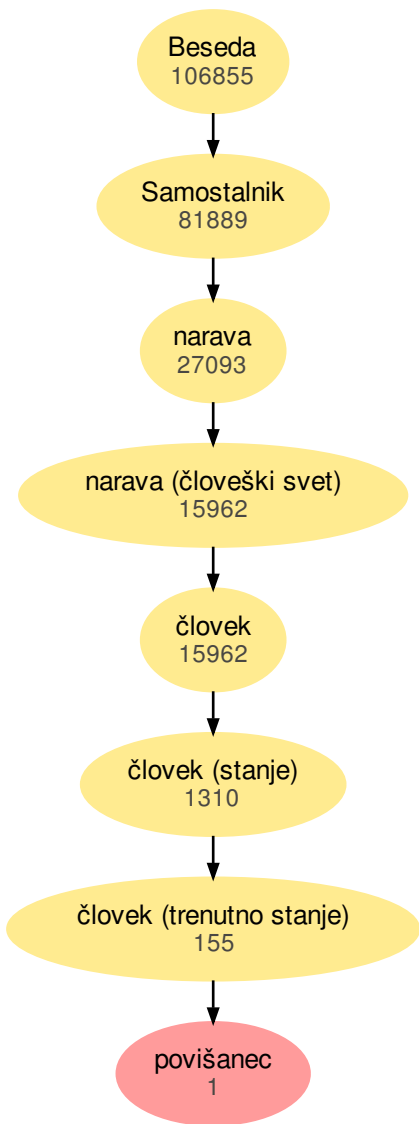 Beseda
106855
Samostalnik
81889
narava
27093
narava (človeški svet)
15962
človek
15962
človek (stanje)
1310
človek (trenutno stanje)
155
povišanec
1